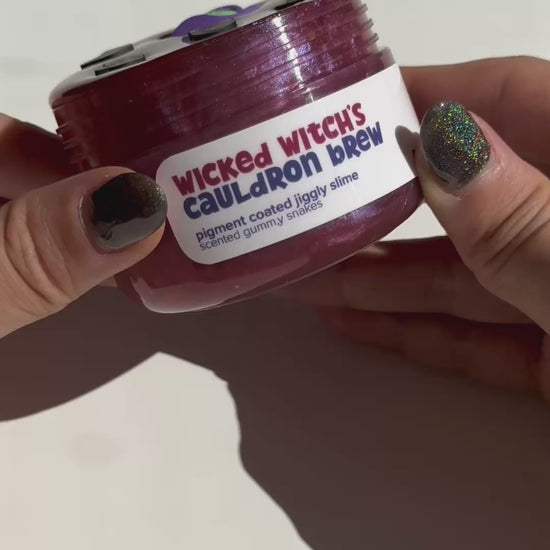 WICKED WITCH'S
CAULDRON BREW
pigment coated jiggly slime
scented gummy snakes